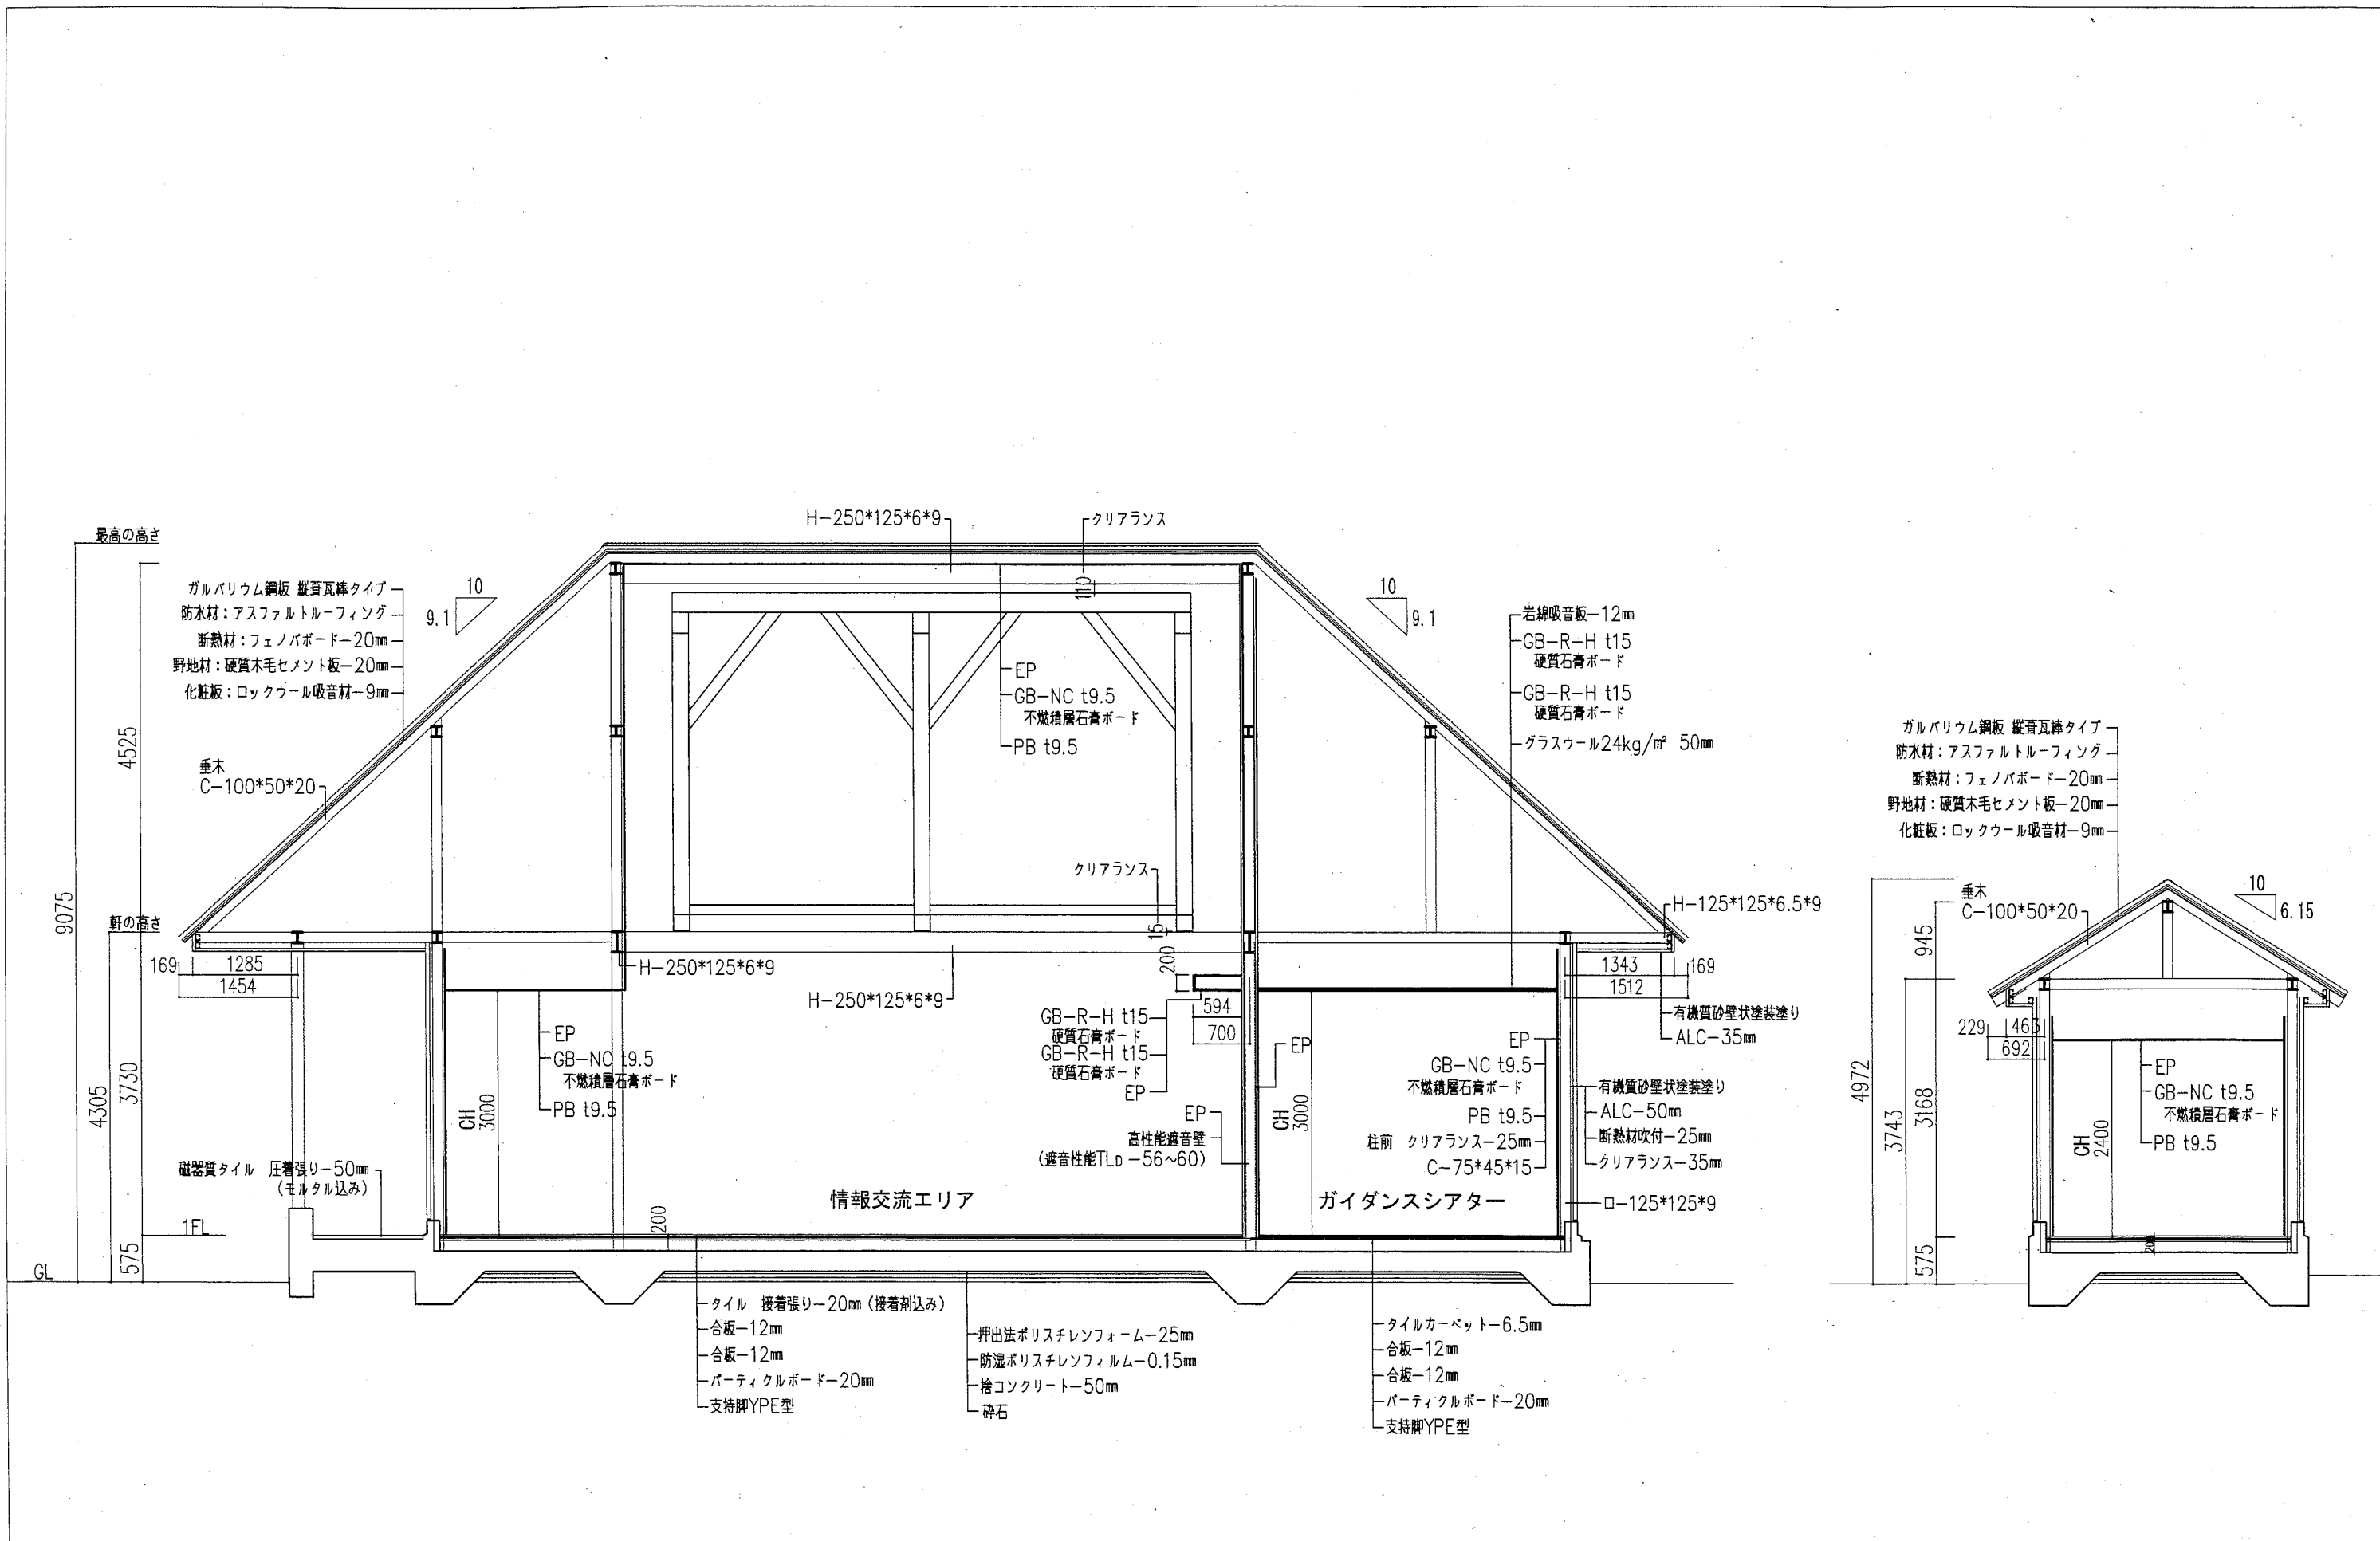 H-250*125*6*9
クリアランス
最高の高さ
ガルバリウム鋼板 縦葺瓦棒タイプ
防水材:アスファルトルーフィング
断熱材:フェノバボード-20㎜
野地材:硬質木毛セメント板-20㎜
化粧板:ロックウール吸音材-9㎜
10
9.1
110
10
9.1
EP
GB-NC t9.5
不燃積層石膏ボード
PB t9.5
岩綿吸音板-12㎜
GB-R-H t15
硬質石膏ボード
GB-R-H t15
硬質石膏ボード
グラスウール24kg/㎥ 50㎜
4525
垂木
C-100*50*20
クリアランス
9075
軒の高さ
15
200
H-125*125*6.5*9
169
1285
1454
H-250*125*6*9
H-250*125*6*9
594
700
1343
169
1512
有機質砂壁状塗装塗り
ALC-35㎜
GB-R-H t15
硬質石膏ボード
GB-R-H t15
硬質石膏ボード
EP
EP
GB-NC t9.5
不燃積層石膏ボード
PB t9.5
CH
3000
EP
EP
高性能遮音壁
(遮音性能TLD -56~60)
CH
3000
EP
GB-NC t9.5
不燃積層石膏ボード
PB t9.5
柱前 クリアランス-25㎜
C-75*45*15
有機質砂壁状塗装塗り
ALC-50㎜
断熱材吹付-25㎜
クリアランス-35㎜
ロ-125*125*9
4305
3730
磁器質タイル 圧着張り-50㎜
(モルタル込み)
情報交流エリア
ガイダンスシアター
1FL
200
575
GL
タイル 接着張り-20㎜(接着剤込み)
合板-12㎜
合板-12㎜
パーティクルボード-20㎜
支持脚YPE型
押出法ポリスチレンフォーム-25㎜
防湿ポリスチレンフィルム-0.15㎜
捨コンクリート-50㎜
砕石
タイルカーペット-6.5㎜
合板-12㎜
合板-12㎜
パーティクルボード-20㎜
支持脚YPE型
ガルバリウム鋼板 縦葺瓦棒タイプ
防水材:アスファルトルーフィング
断熱材:フェノバボード-20㎜
野地材:硬質木毛セメント板-20㎜
化粧板:ロックウール吸音材-9㎜
垂木
C-100*50*20
10
6.15
945
229
463
692
4972
3743
3168
EP
GB-NC t9.5
不燃積層石膏ボード
PB t9.5
CH
2400
200
575